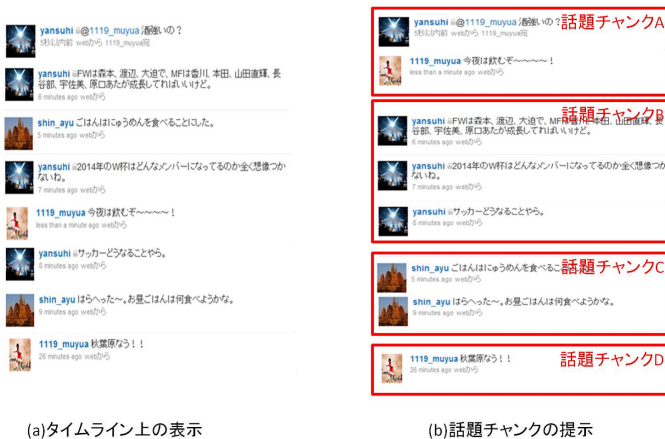 yansuhi @1119_muyua 酒強いの？
5秒以内前 webから 1119_muyua宛
yansuhi FWは森本、渡辺、大迫で、MFは香川、本田、山田直輝、長
谷部、宇佐美、原口あたが成長してればいいけど。
6 minutes ago webから
shin_ayu ごはんはにゅうめんを食べることにした。
5 minutes ago webから
yansuhi 2014年のW杯はどんなメンバーになってるのか全く想像つか
ないね。
7 minutes ago webから
1119_muyua 今夜は飲むぞ～～～～！
less than a minute ago webから
yansuhi サッカーどうなることやら。
8 minutes ago webから
shin_ayu はらへった～。お昼ごはんは何食べようかな。
9 minutes ago webから
1119_muyua 秋葉原なう！！
26 minutes ago webから
(a)タイムライン上の表示
話題チャンクA
yansuhi @1119_muyua 酒強いの？
5秒以内前 webから 1119_muyua宛
1119_muyua 今夜は飲むぞ～～～～！
less than a minute ago webから
話題チャンクB
yansuhi FWは森本、渡辺、大迫で、MFは香川、本田、山田直輝、長
谷部、宇佐美、原口あたが成長してればいいけど。
6 minutes ago webから
yansuhi 2014年のW杯はどんなメンバーになってるのか全く想像つか
ないね。
7 minutes ago webから
yansuhi サッカーどうなることやら。
8 minutes ago webから
話題チャンクC
shin_ayu ごはんはにゅうめんを食べるこ
5 minutes ago webから
shin_ayu はらへった～。お昼ごはんは何食べようかな。
9 minutes ago webから
話題チャンクD
1119_muyua 秋葉原なう！！
26 minutes ago webから
(b)話題チャンクの提示